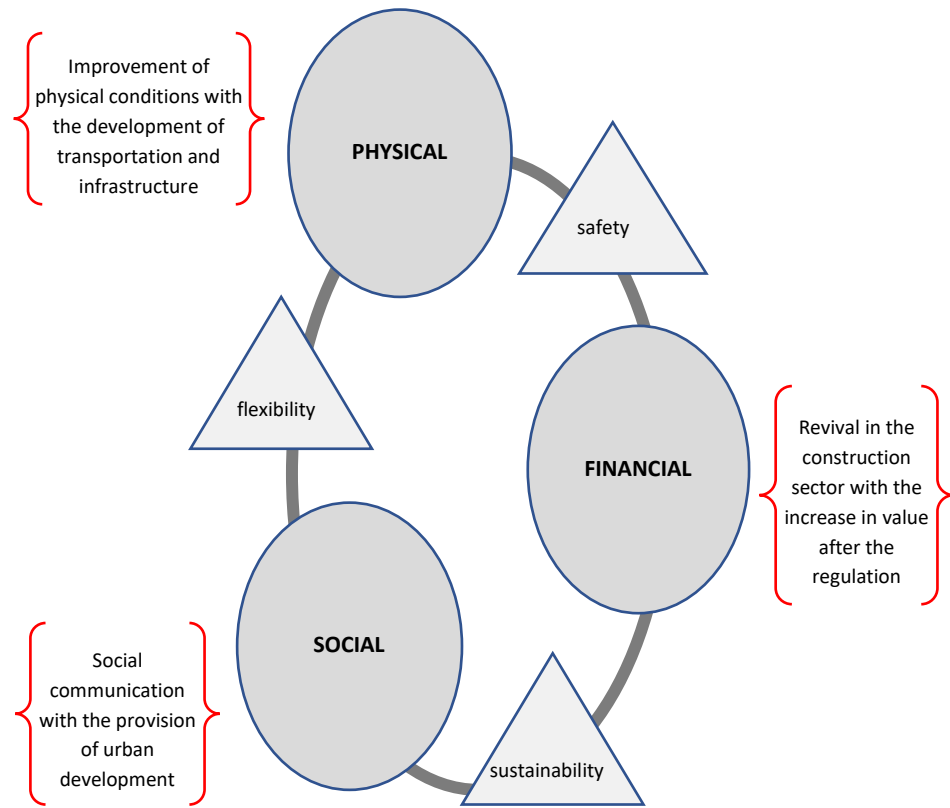 Improvement of
physical conditions with
the development of
transportation and
infrastructure
PHYSICAL
safety
flexibility
FINANCIAL
Revival in the
construction
sector with the
increase in value
after the
regulation
SOCIAL
Social
communication
with the provision
of urban
development
sustainability